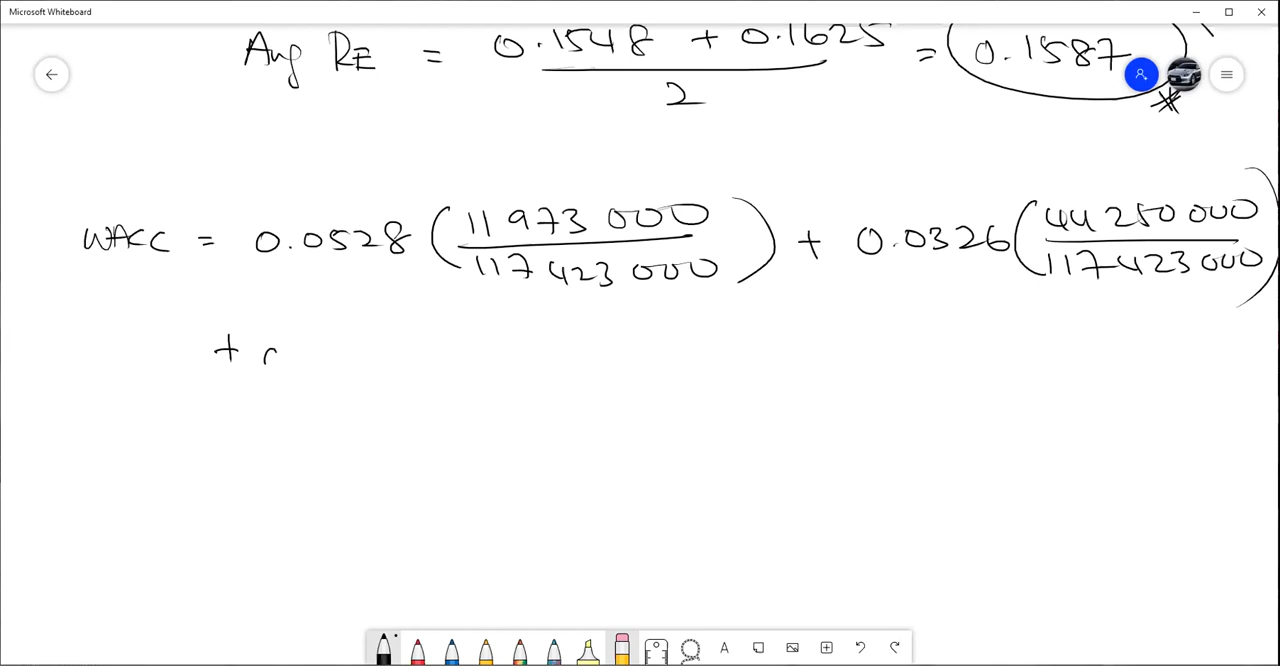 Microsoft Whiteboard
Avg RE = 0.1548 + 0.1625 / 2 = 0.1587 *
WACC = 0.0528 (11 973 000 / 117 423 000) + 0.0326 (44 250 000 / 117 423 000)
+
A